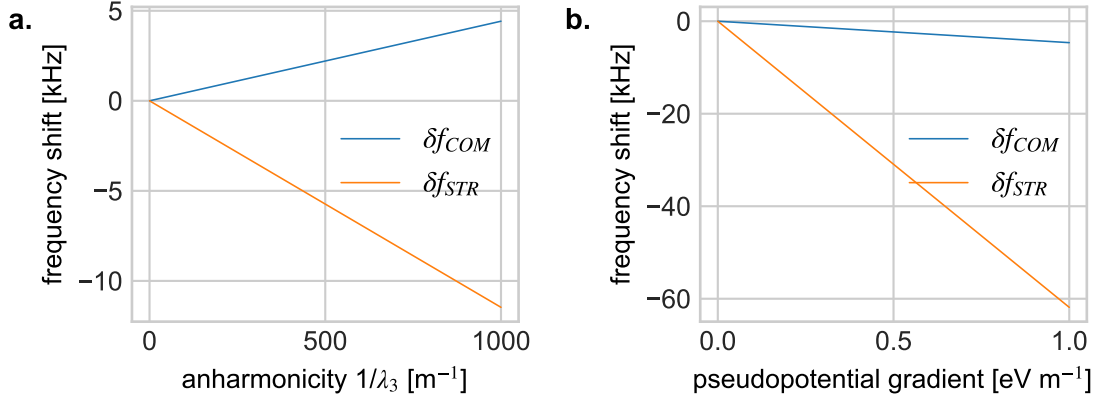 a.
frequency shift [kHz]
5
0
−5
−10
δf_COM
δf_STR
0 500 1000
anharmonicity 1/λ₃ [m⁻¹]
b.
frequency shift [kHz]
0
−20
−40
−60
δf_COM
δf_STR
0.0 0.5 1.0
pseudopotential gradient [eV m⁻¹]